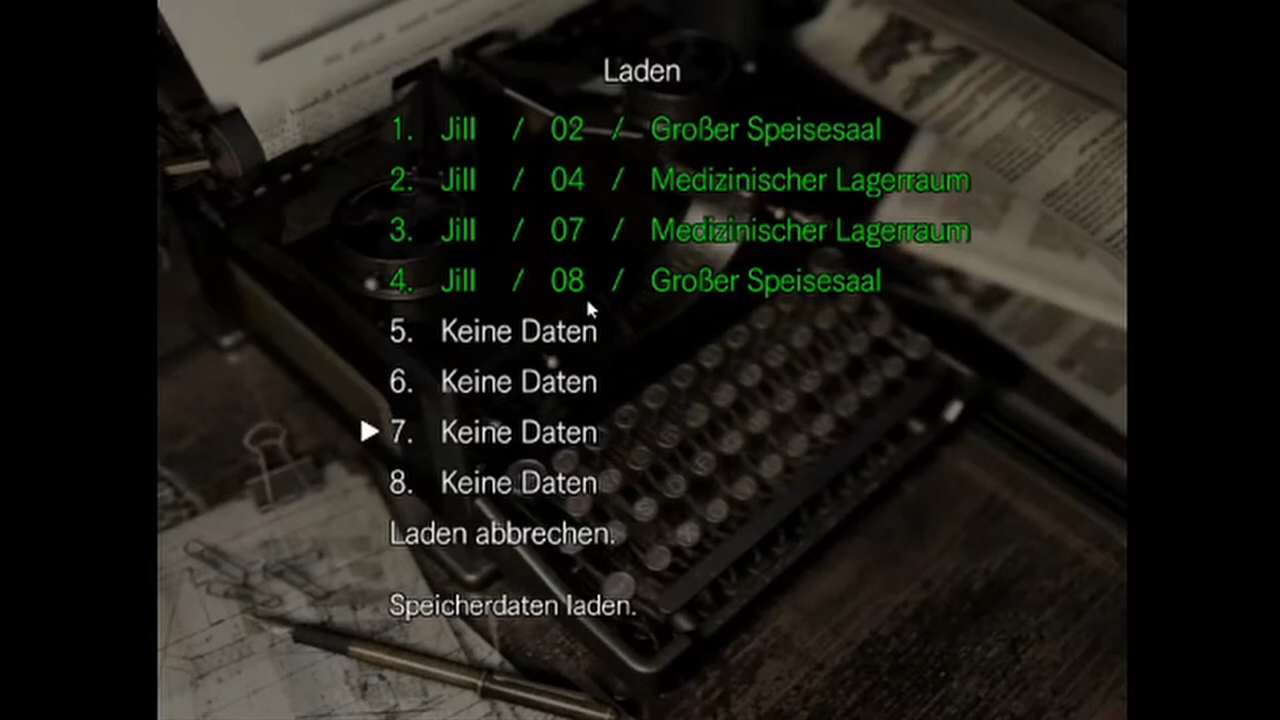 Laden
1. Jill / 02 / Großer Speisesaal
2. Jill / 04 / Medizinischer Lagerraum
3. Jill / 07 / Medizinischer Lagerraum
4. Jill / 08 / Großer Speisesaal
5. Keine Daten
6. Keine Daten
7. Keine Daten
8. Keine Daten
Laden abbrechen.
Speicherdaten laden.